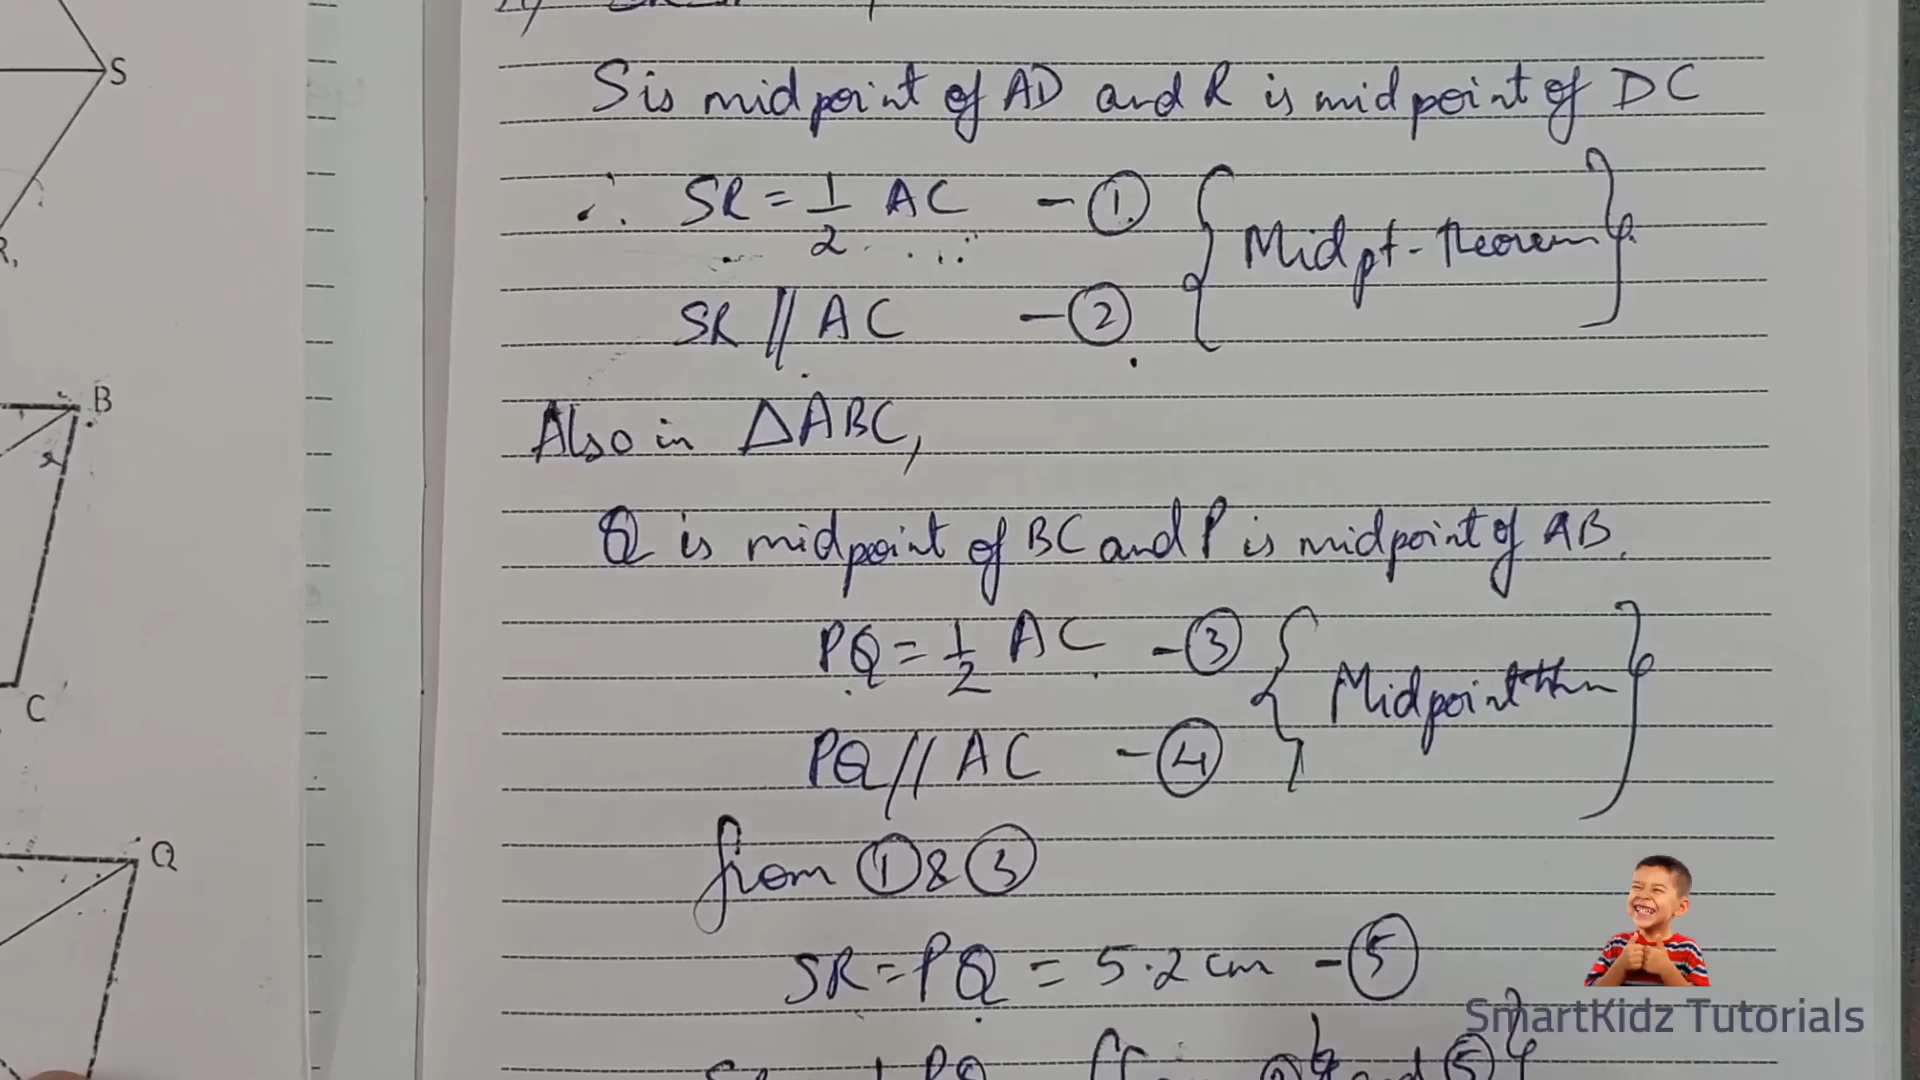 S
S is midpoint of AD and R is midpoint of DC
∴ SR = 1/2 AC - ①
Midpt-theorem
R,
SR // AC - ②
B
Also in △ABC,
Q is midpoint of BC and P is midpoint of AB.
PQ = 1/2 AC - ③
Midpoint thm
C
PQ // AC - ④
from ① & ③
Q
SR = PQ = 5.2 cm - ⑤
SmartKidz Tutorials